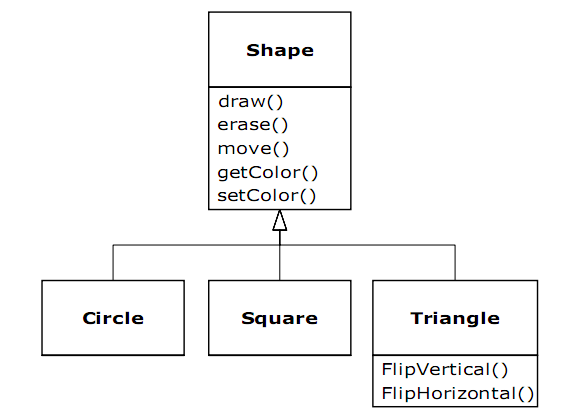 Shape
draw()
erase()
move()
getColor()
setColor()
Circle
Square
Triangle
FlipVertical()
FlipHorizontal()